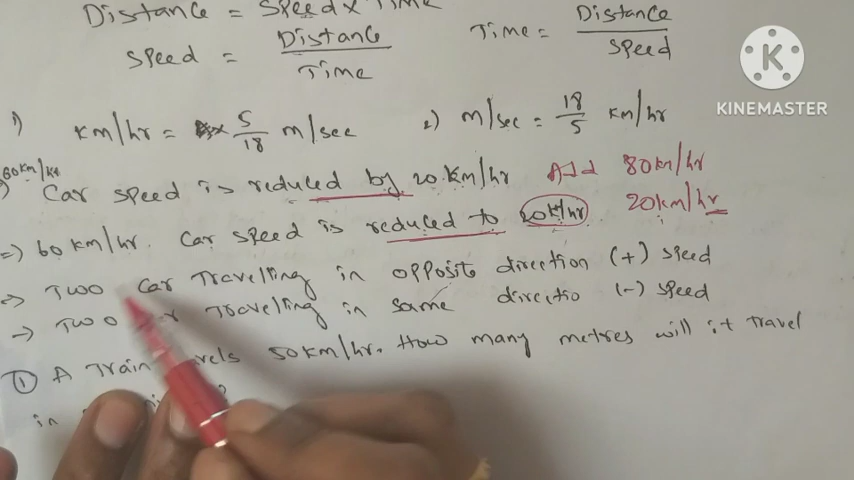 Distance = Speed x Time
Speed = Distance / Time
Time = Distance / Speed
1) km/hr = 5/18 m/sec 2) m/sec = 18/5 km/hr
60km/hr
Car speed is reduced by 20 km/hr Add 80km/hr
=) 60 km/hr. Car speed is reduced to 20km/hr 20km/hr
=> Two Car Travelling in opposite direction (+) speed
-> Two Travelling in same directio (-) speed
① A Train 50km/hr. How many metres will it travel
in
K
KINEMASTER